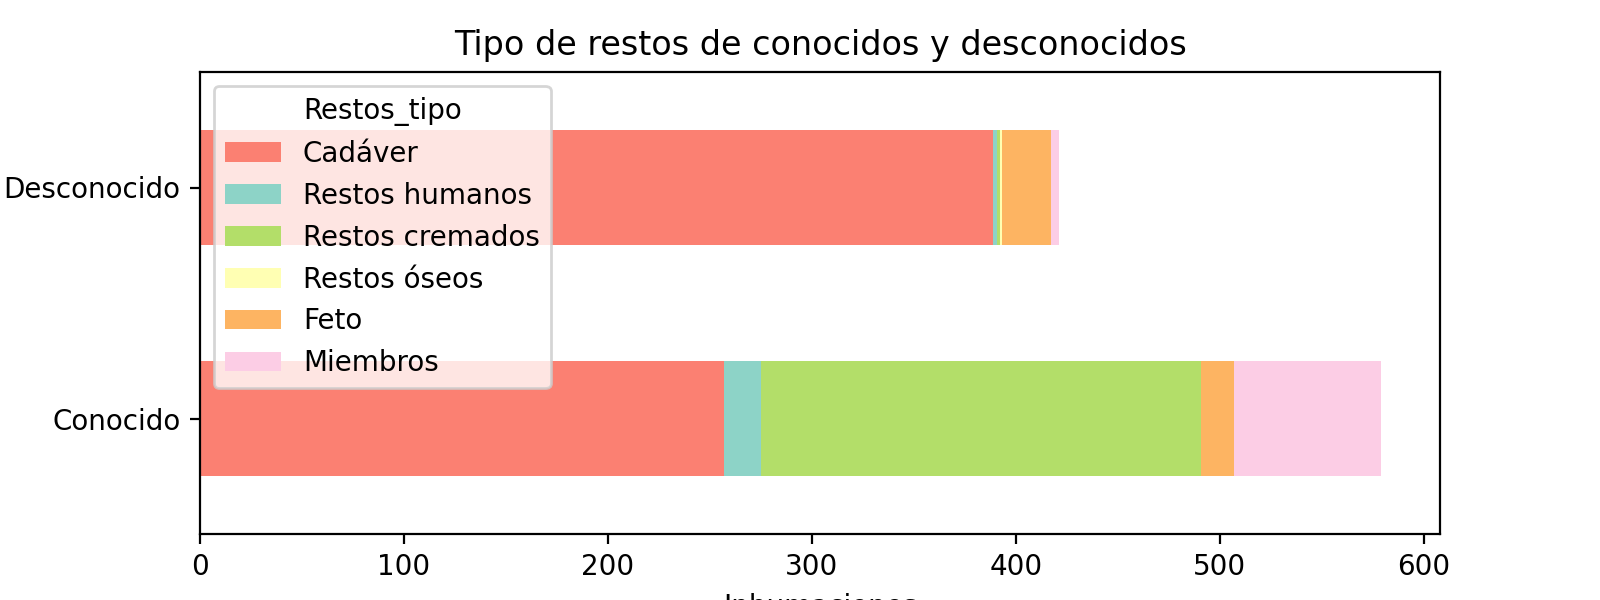 Tipo de restos de conocidos y desconocidos
Restos_tipo
Cadáver
Restos humanos
Restos cremados
Restos óseos
Feto
Miembros
Desconocido
Conocido
0 100 200 300 400 500 600
Inhumaciones